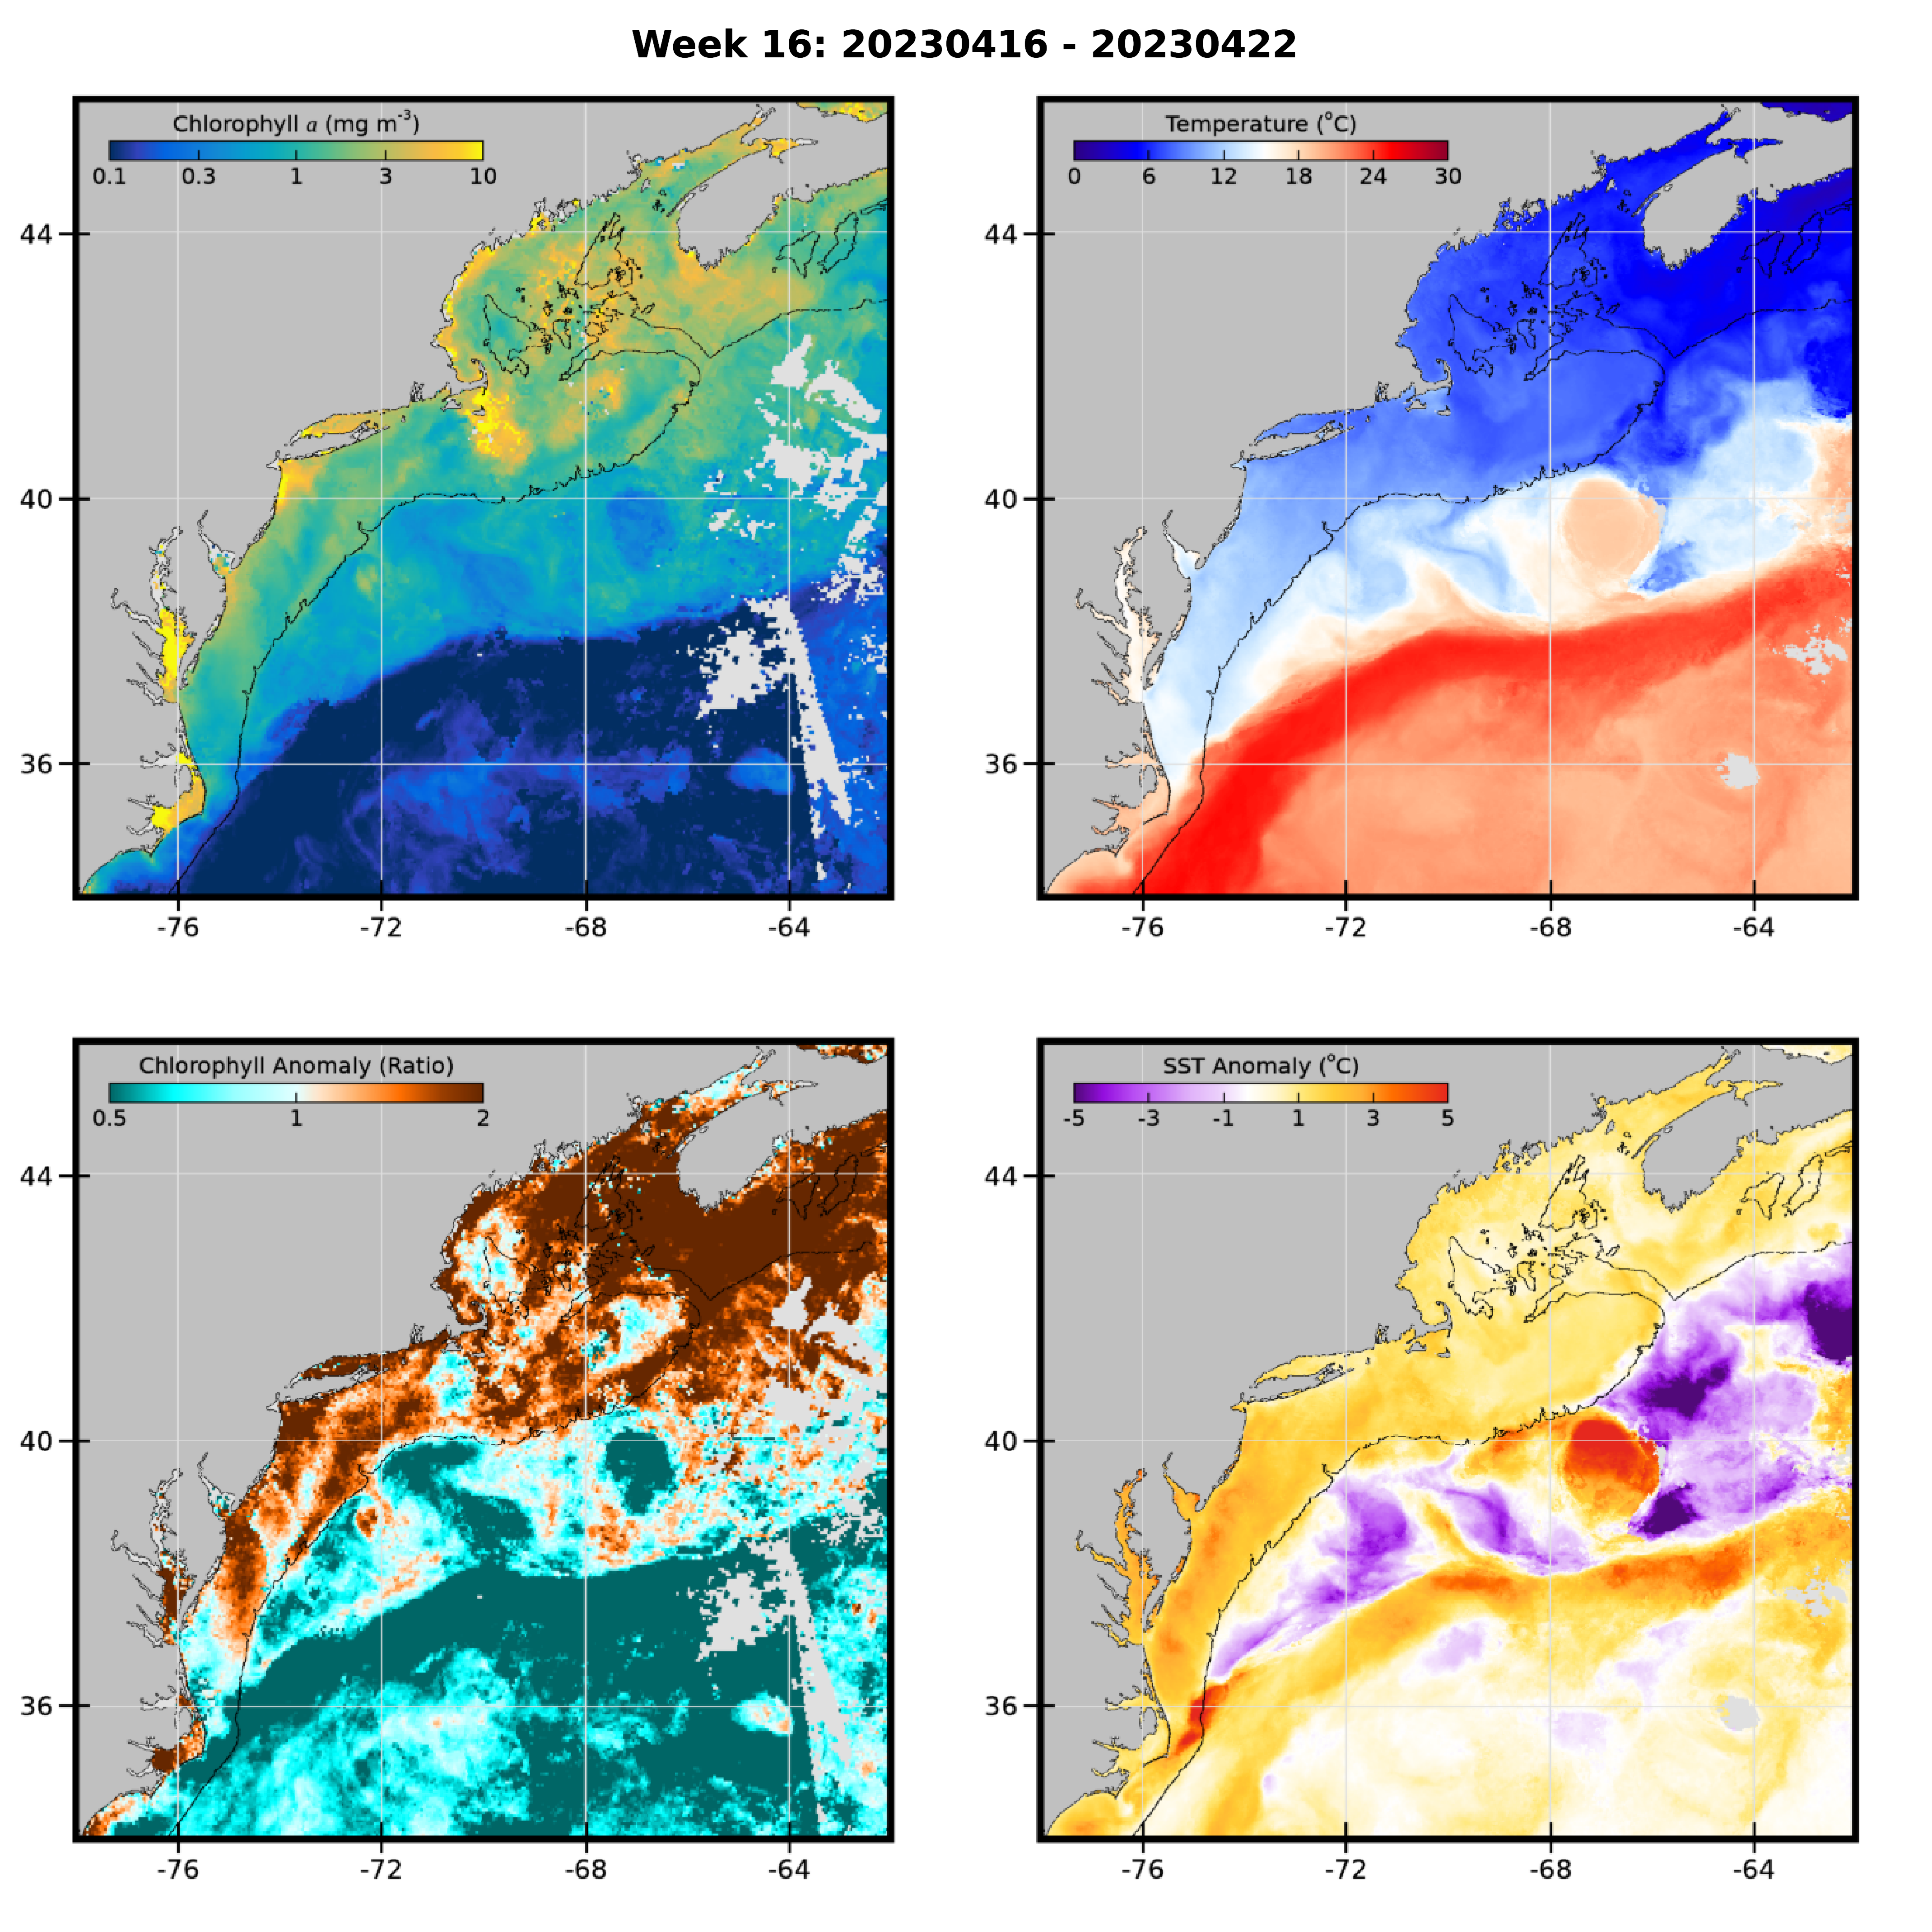 Week 16: 20230416 - 20230422
Chlorophyll a (mg m-3)
0.1 0.3 1 3 10
44
40
36
-76 -72 -68 -64
Temperature (°C)
0 6 12 18 24 30
44
40
36
-76 -72 -68 -64
Chlorophyll Anomaly (Ratio)
0.5 1 2
44
40
36
-76 -72 -68 -64
SST Anomaly (°C)
-5 -3 -1 1 3 5
44
40
36
-76 -72 -68 -64